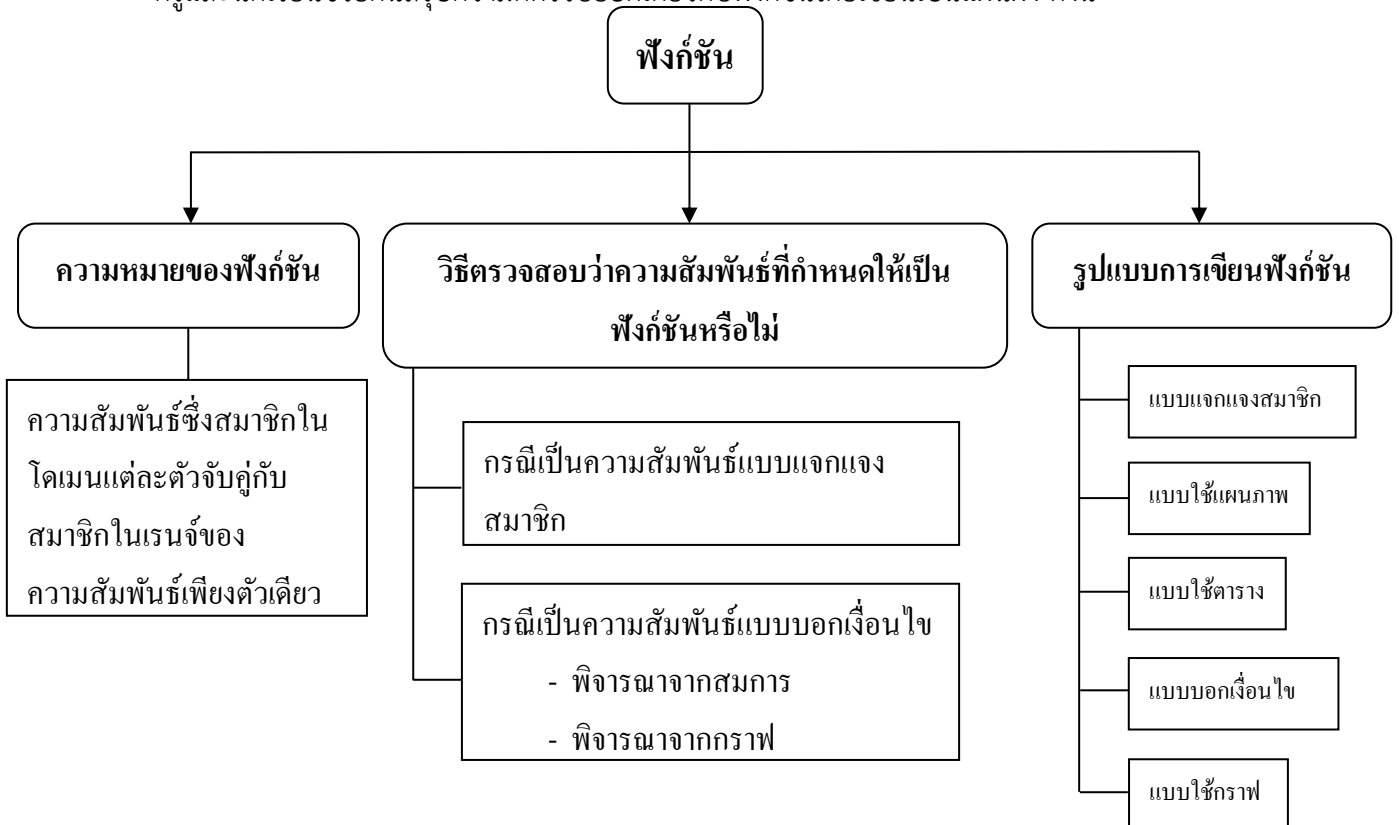 ฟังก์ชัน
ความหมายของฟังก์ชัน
ความสัมพันธ์ซึ่งสมาชิกใน
โดเมนแต่ละตัวจับคู่กับ
สมาชิกในเรนจ์ของ
ความสัมพันธ์เพียงตัวเดียว
วิธีตรวจสอบว่าความสัมพันธ์ที่กำหนดให้เป็น
ฟังก์ชันหรือไม่
กรณีเป็นความสัมพันธ์แบบแจกแจง
สมาชิก
กรณีเป็นความสัมพันธ์แบบบอกเงื่อนไข
- พิจารณาจากสมการ
- พิจารณาจากกราฟ
รูปแบบการเขียนฟังก์ชัน
แบบแจกแจงสมาชิก
แบบใช้แผนภาพ
แบบใช้ตาราง
แบบบอกเงื่อนไข
แบบใช้กราฟ